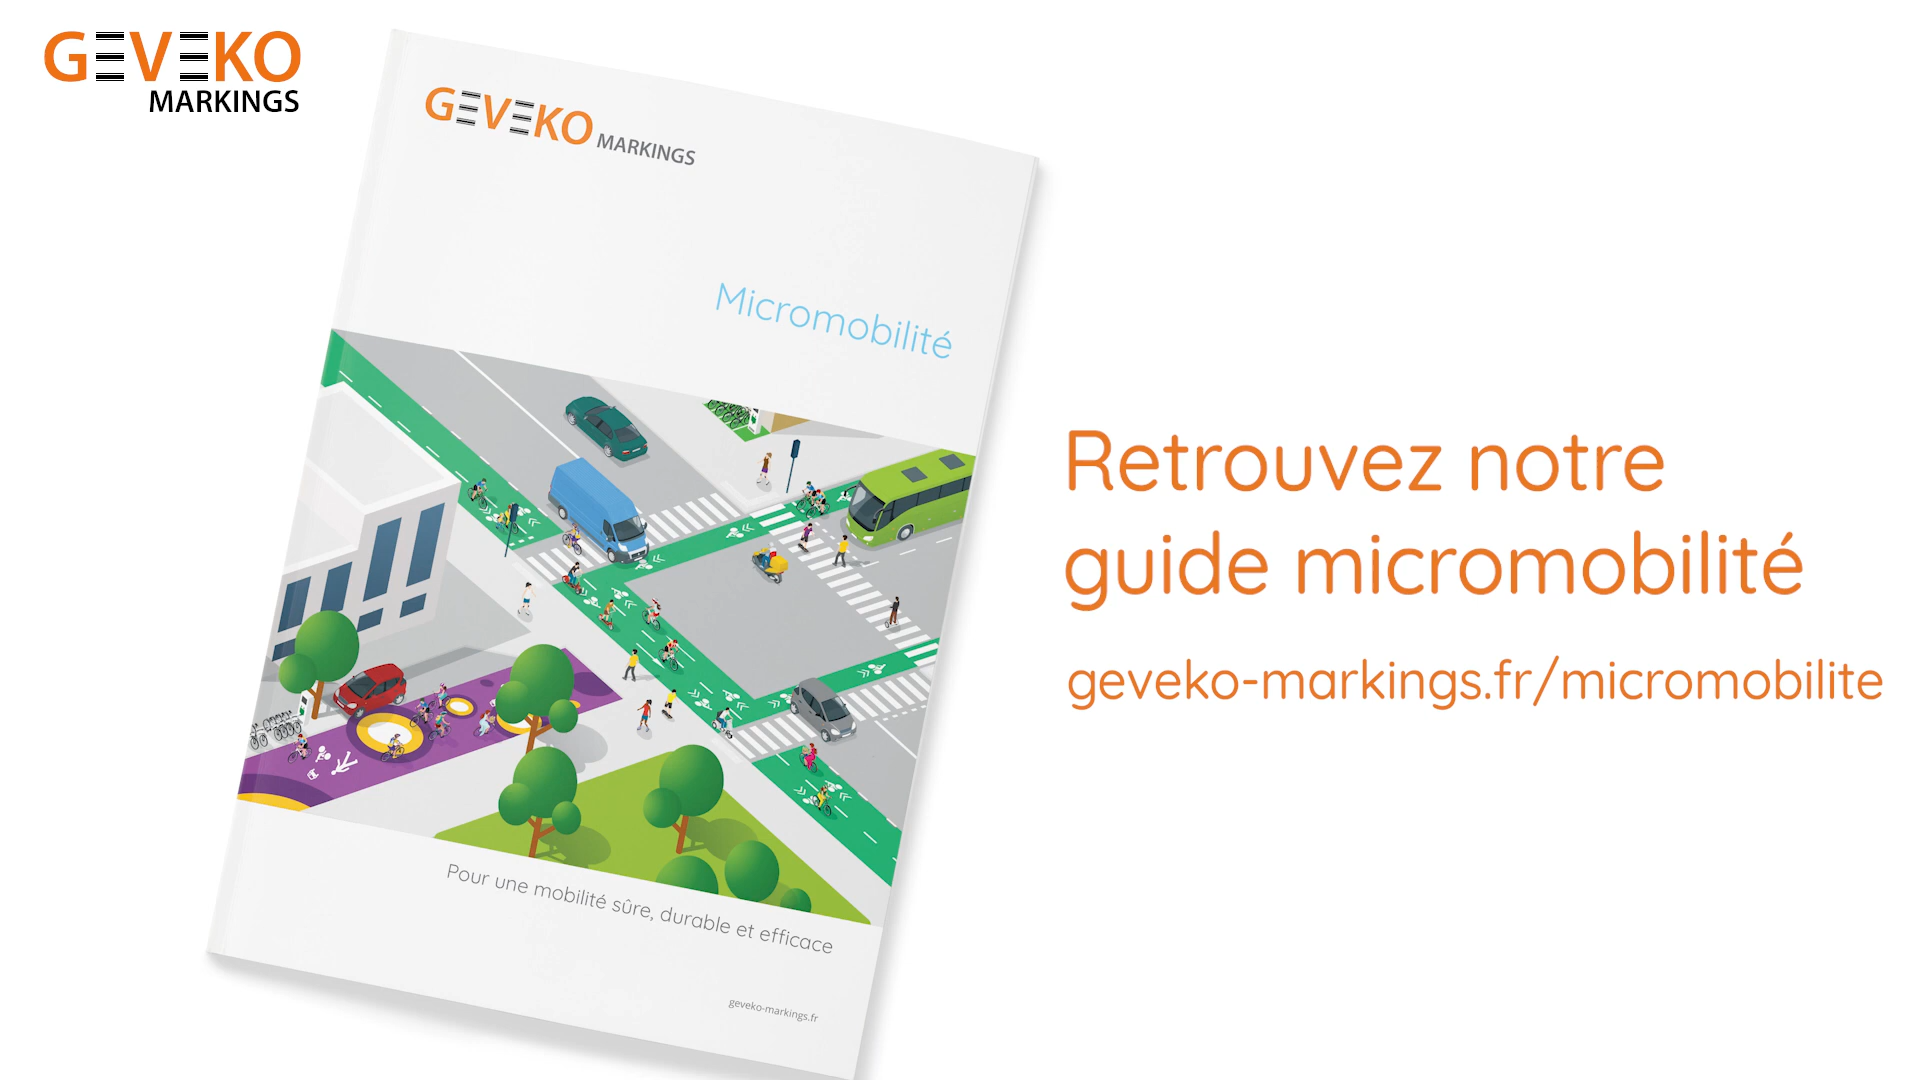 GEVEKO
MARKINGS
GEVEKO MARKINGS
Micromobilité
Pour une mobilité sûre, durable et efficace
geveko-markings.fr
Retrouvez notre
guide micromobilité
geveko-markings.fr/micromobilite